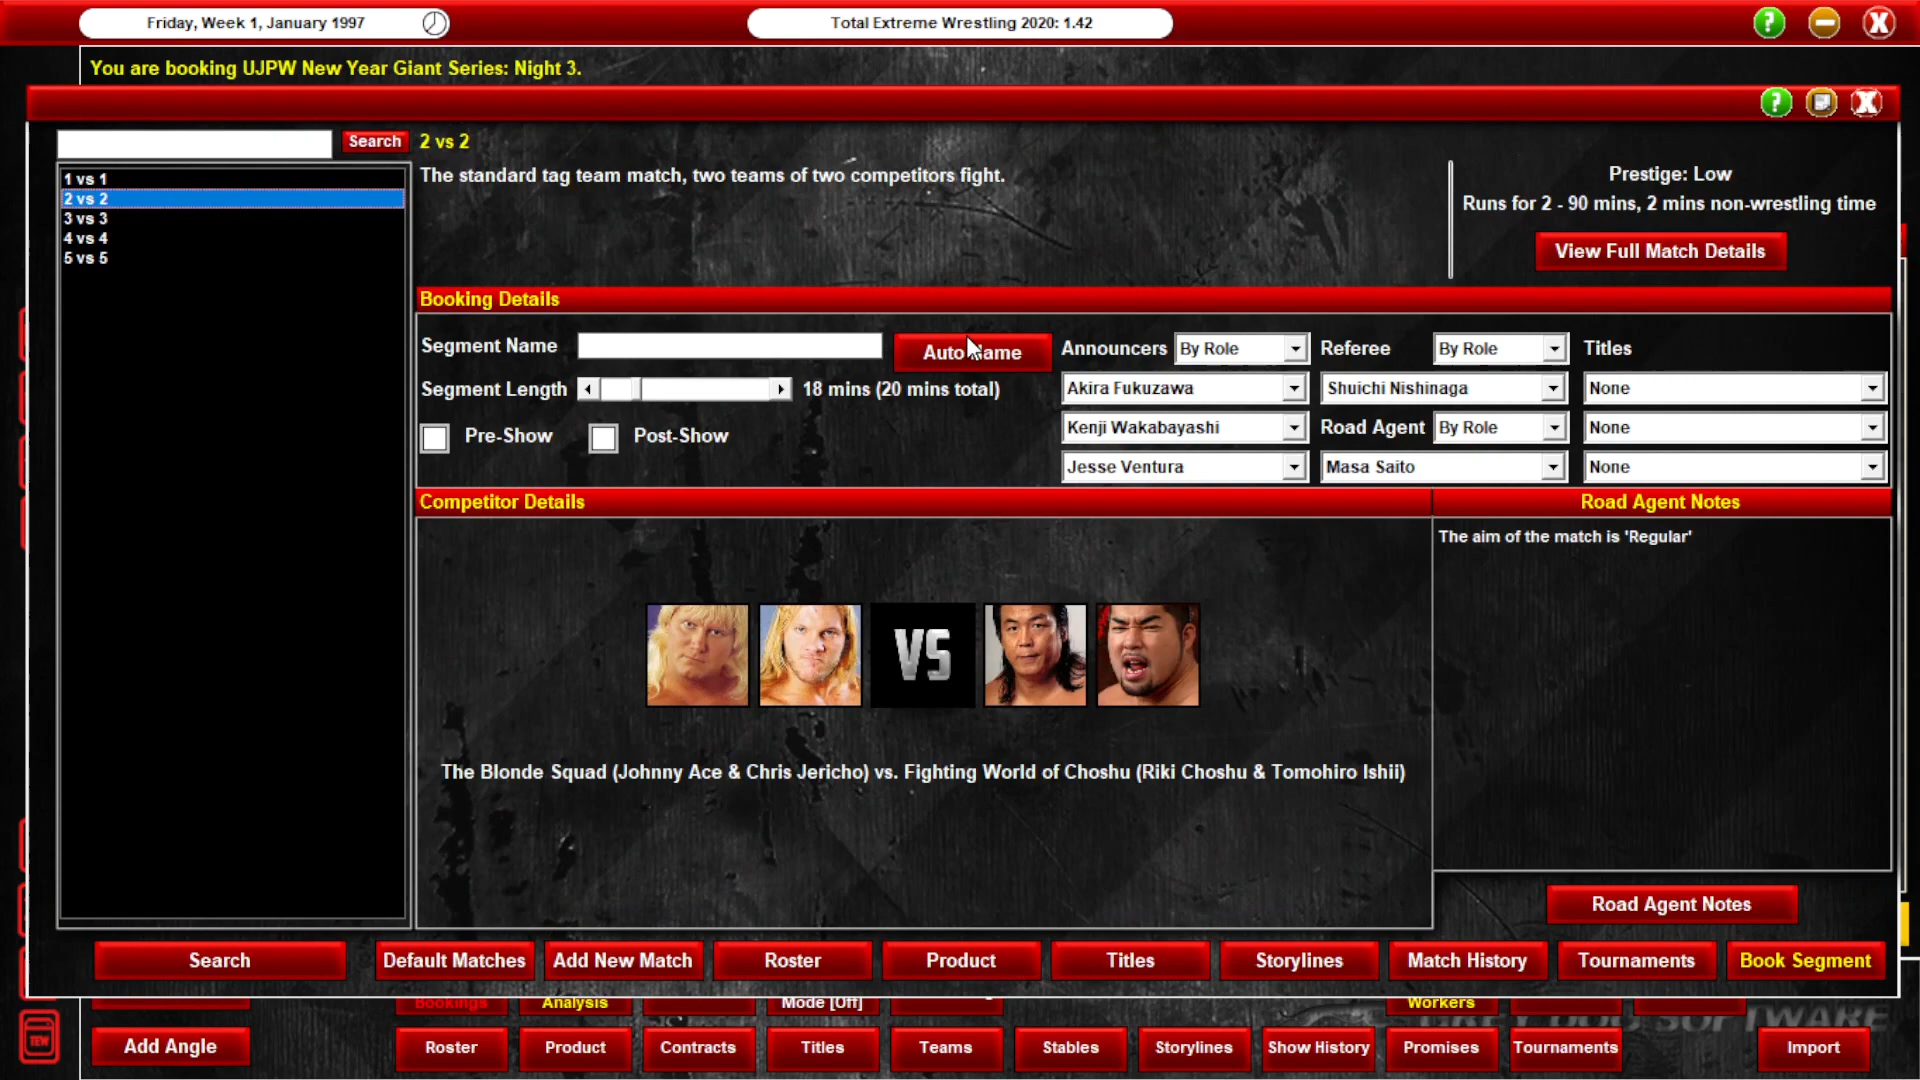 Friday, Week 1, January 1997
Total Extreme Wrestling 2020: 1.42
You are booking UJPW New Year Giant Series: Night 3.
Search
2 vs 2
1 vs 1
2 vs 2
3 vs 3
4 vs 4
5 vs 5
The standard tag team match, two teams of two competitors fight.
Prestige: Low
Runs for 2 - 90 mins, 2 mins non-wrestling time
View Full Match Details
Booking Details
Segment Name
Auto Name
Announcers
By Role
Referee
By Role
Titles
Segment Length
18 mins (20 mins total)
Akira Fukuzawa
Shuichi Nishinaga
None
Pre-Show
Post-Show
Kenji Wakabayashi
Road Agent
By Role
None
Jesse Ventura
Masa Saito
None
Competitor Details
Road Agent Notes
The aim of the match is 'Regular'
VS
The Blonde Squad (Johnny Ace & Chris Jericho) vs. Fighting World of Choshu (Riki Choshu & Tomohiro Ishii)
Road Agent Notes
Search
Default Matches
Add New Match
Roster
Product
Titles
Storylines
Match History
Tournaments
Book Segment
Bookings
Analysis
Mode [Off]
Workers
GREY DOG SOFTWARE
TEW
Add Angle
Roster
Product
Contracts
Titles
Teams
Stables
Storylines
Show History
Promises
Tournaments
Import